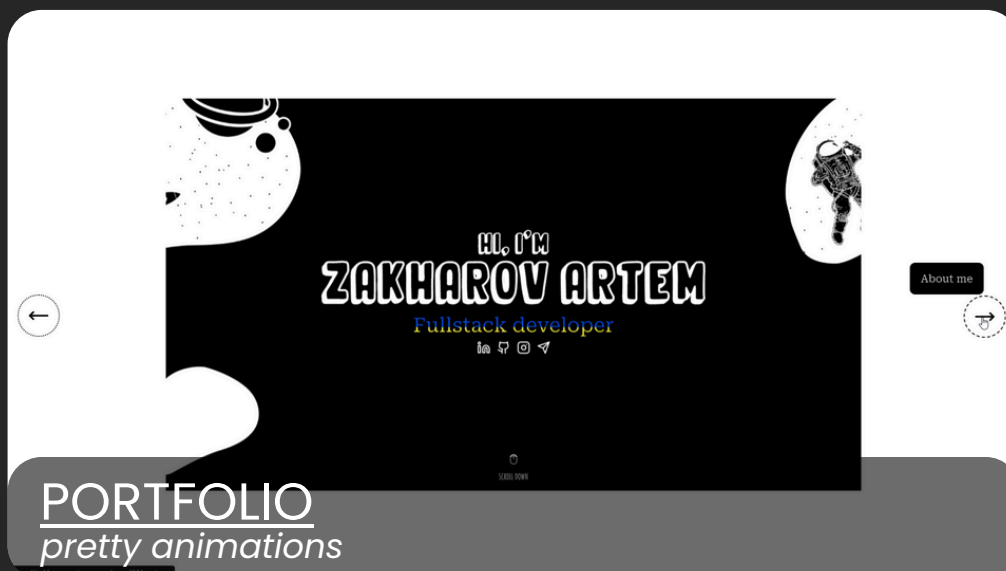 HI, I'M
ZAKHAROV ARTEM
Fullstack developer
About me
SCROLL DOWN
PORTFOLIO
pretty animations